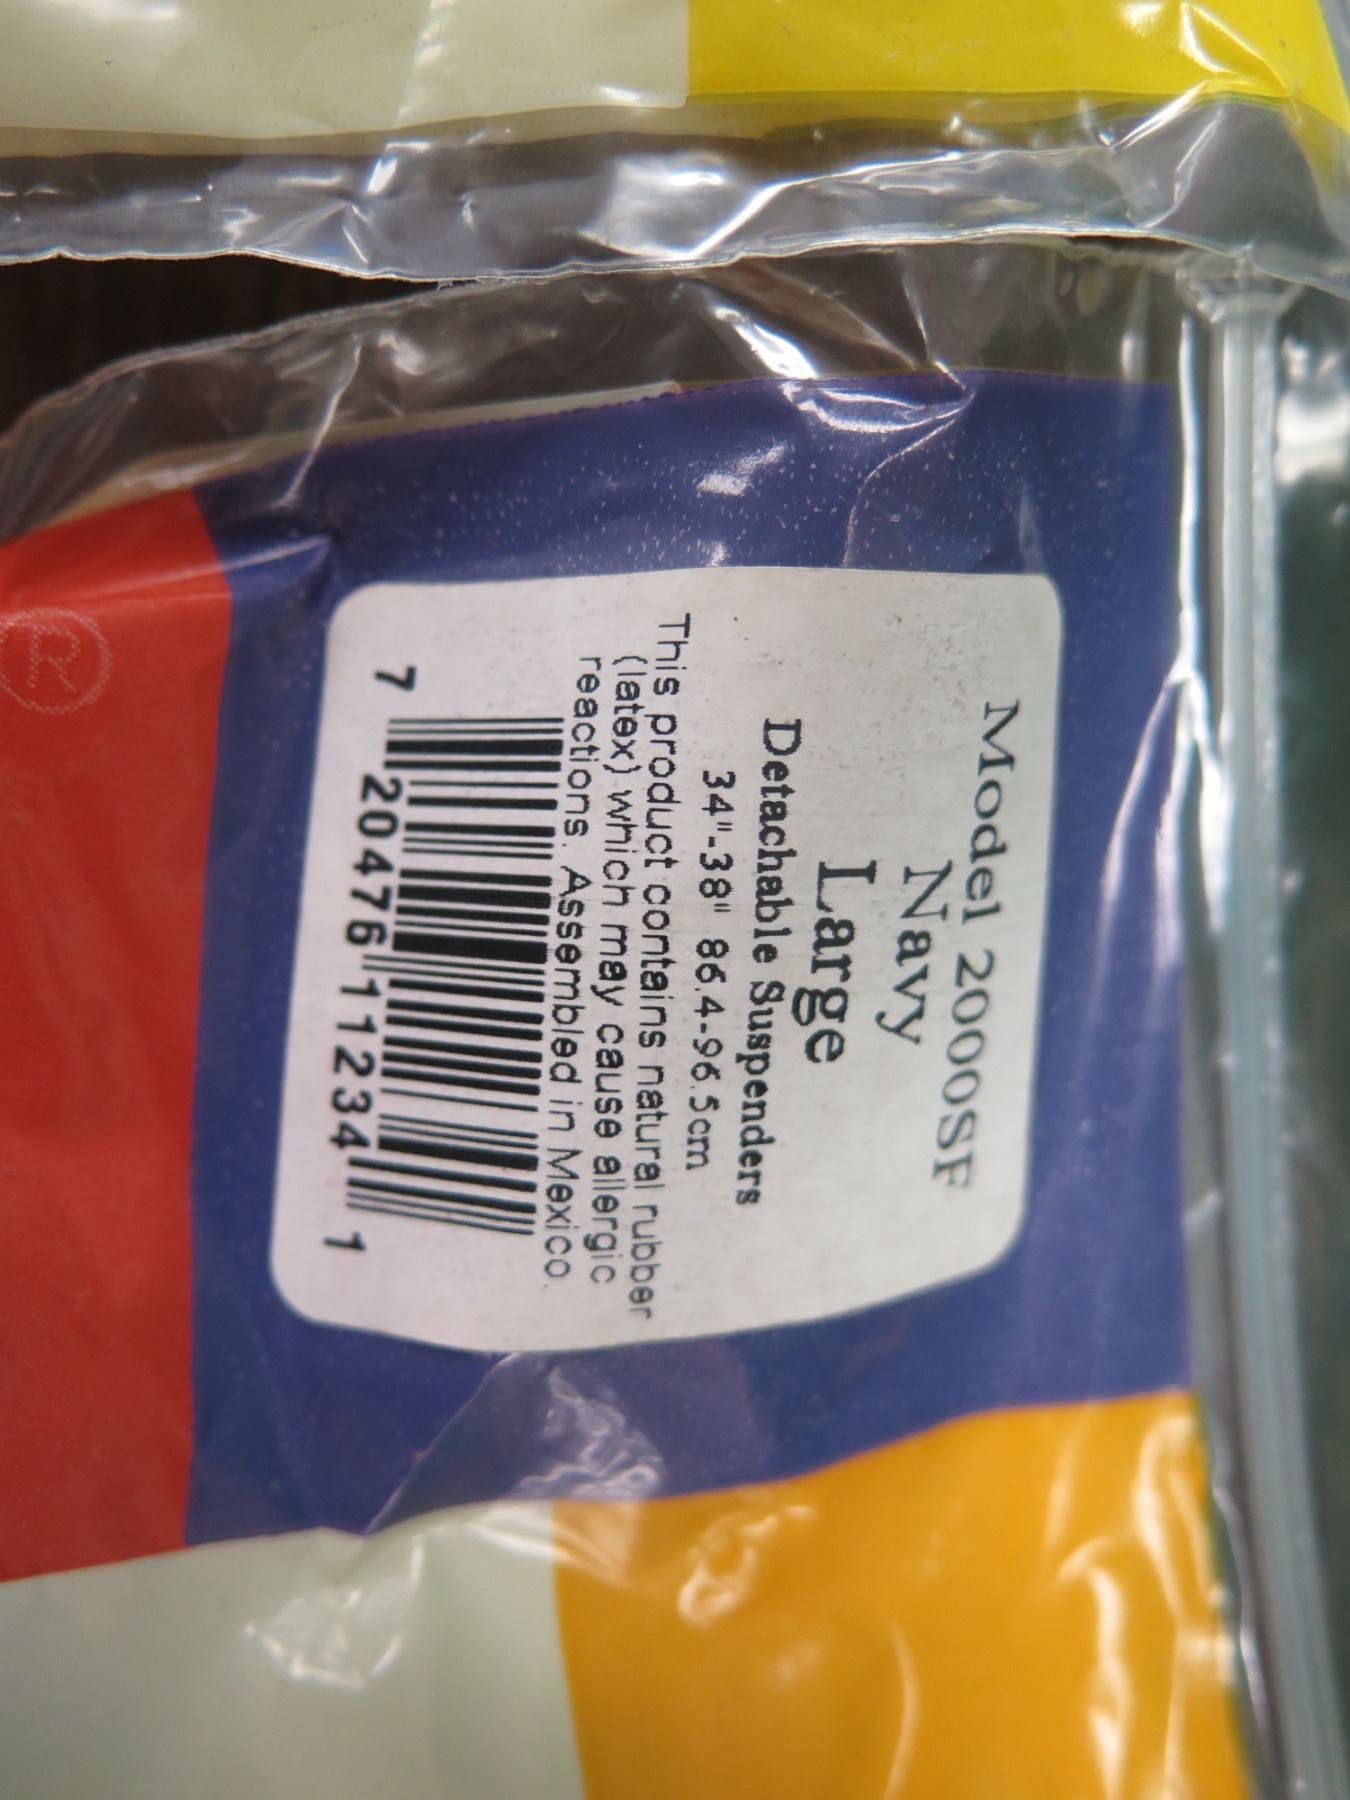 Model 2000SF
Navy
Large
Detachable Suspenders
34"-38" 86.4-96.5cm
This product contains natural rubber
(latex) which may cause allergic
reactions. Assembled in Mexico.
7 20476 11234 1
®